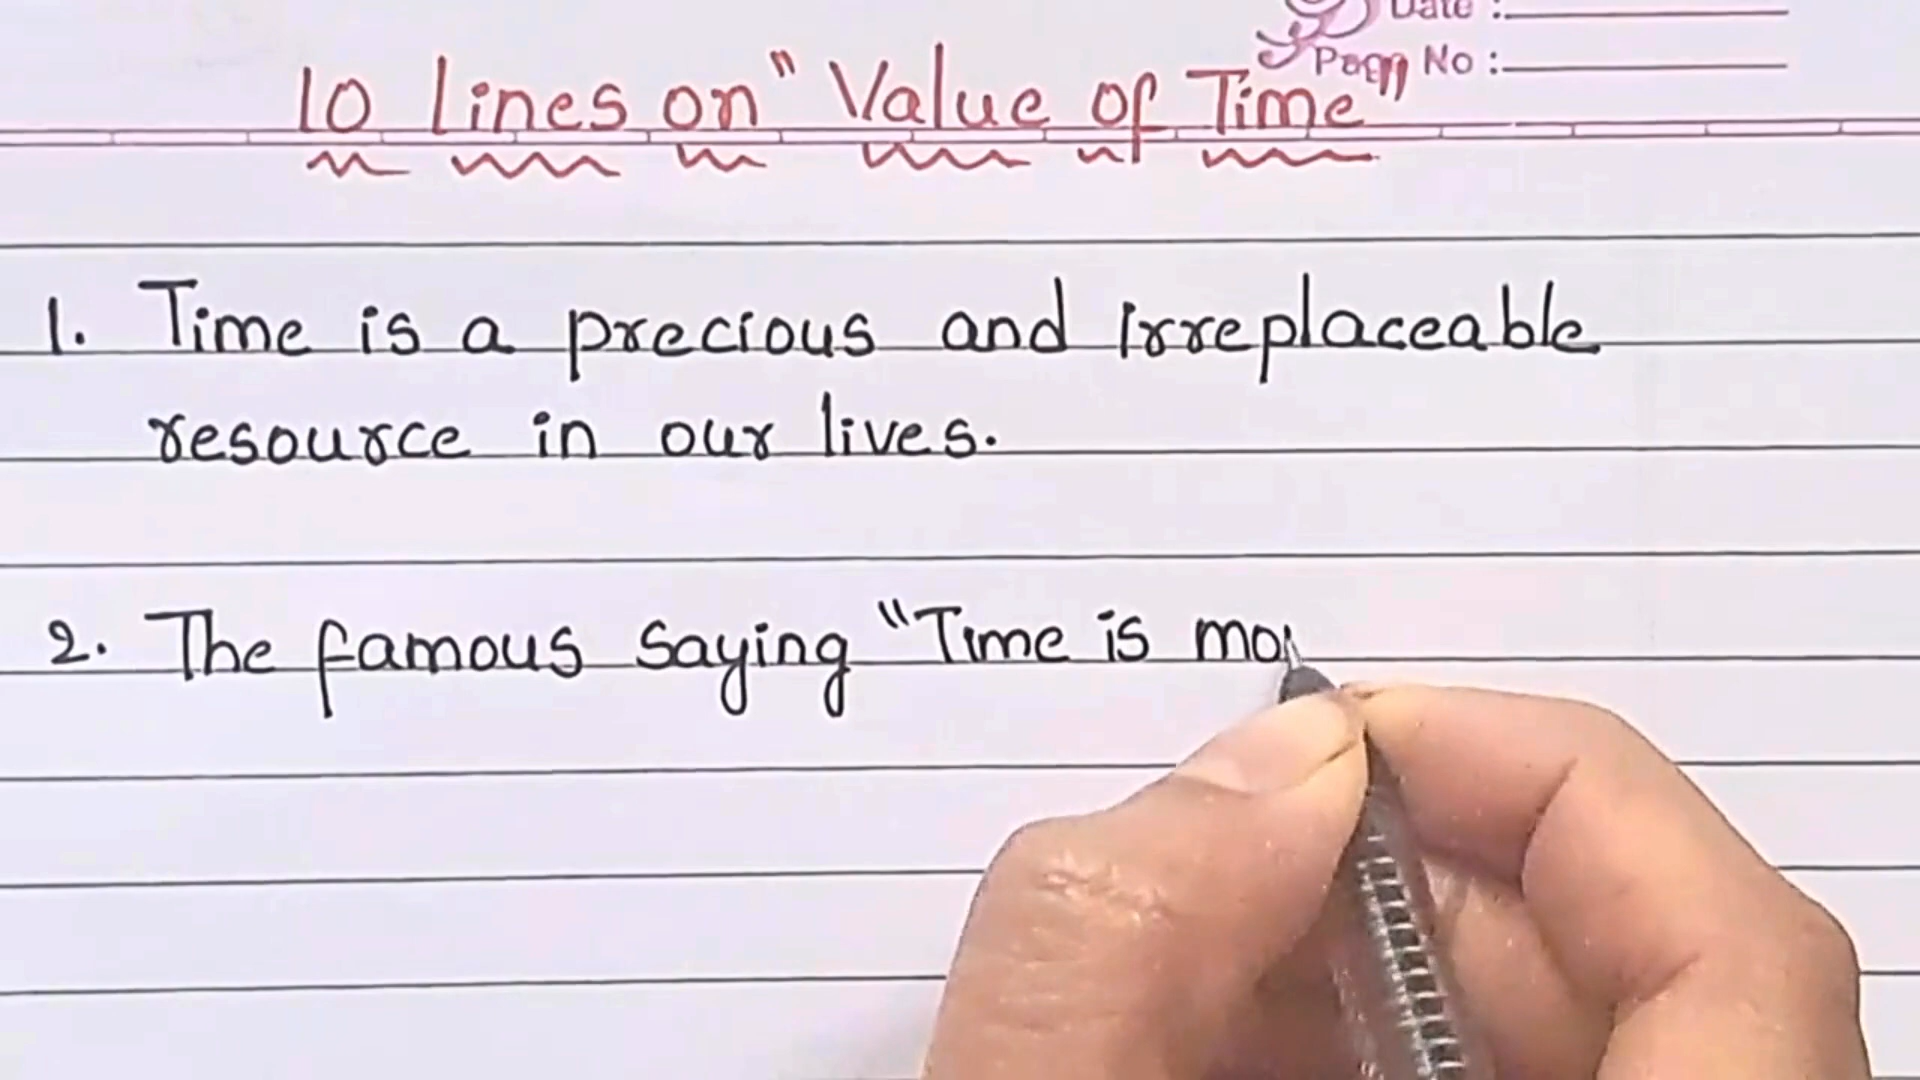 Date :
Page No :
10 lines on "Value of Time"
1. Time is a precious and irreplaceable
resource in our lives.
2. The famous saying "Time is